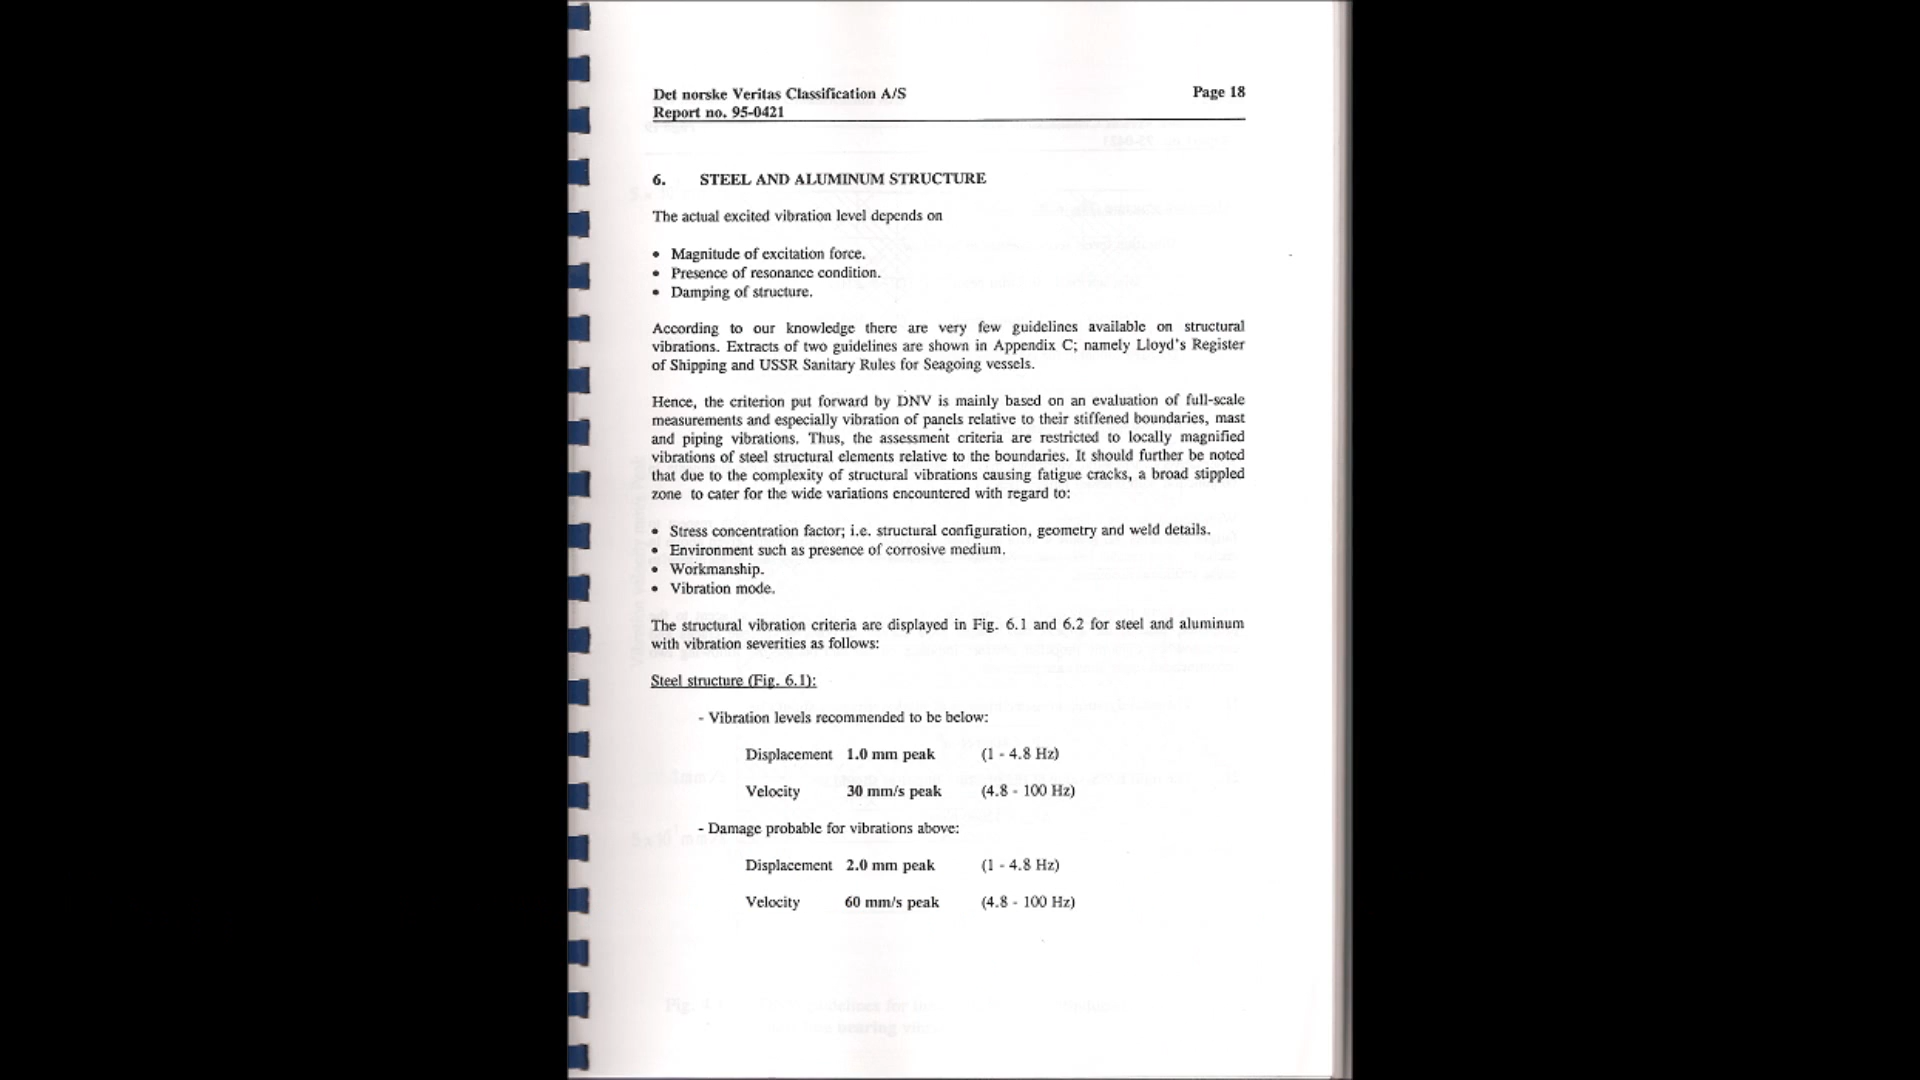 Det norske Veritas Classification A/S Page 18
Report no. 95-0421
6. STEEL AND ALUMINUM STRUCTURE
The actual excited vibration level depends on
• Magnitude of excitation force.
• Presence of resonance condition.
• Damping of structure.
According to our knowledge there are very few guidelines available on structural
vibrations. Extracts of two guidelines are shown in Appendix C; namely Lloyd's Register
of Shipping and USSR Sanitary Rules for Seagoing vessels.
Hence, the criterion put forward by DNV is mainly based on an evaluation of full-scale
measurements and especially vibration of panels relative to their stiffened boundaries, mast
and piping vibrations. Thus, the assessment criteria are restricted to locally magnified
vibrations of steel structural elements relative to the boundaries. It should further be noted
that due to the complexity of structural vibrations causing fatigue cracks, a broad stippled
zone to cater for the wide variations encountered with regard to:
• Stress concentration factor; i.e. structural configuration, geometry and weld details.
• Environment such as presence of corrosive medium.
• Workmanship.
• Vibration mode.
The structural vibration criteria are displayed in Fig. 6.1 and 6.2 for steel and aluminum
with vibration severities as follows:
Steel structure (Fig. 6.1):
- Vibration levels recommended to be below:
Displacement 1.0 mm peak (1 - 4.8 Hz)
Velocity 30 mm/s peak (4.8 - 100 Hz)
- Damage probable for vibrations above:
Displacement 2.0 mm peak (1 - 4.8 Hz)
Velocity 60 mm/s peak (4.8 - 100 Hz)